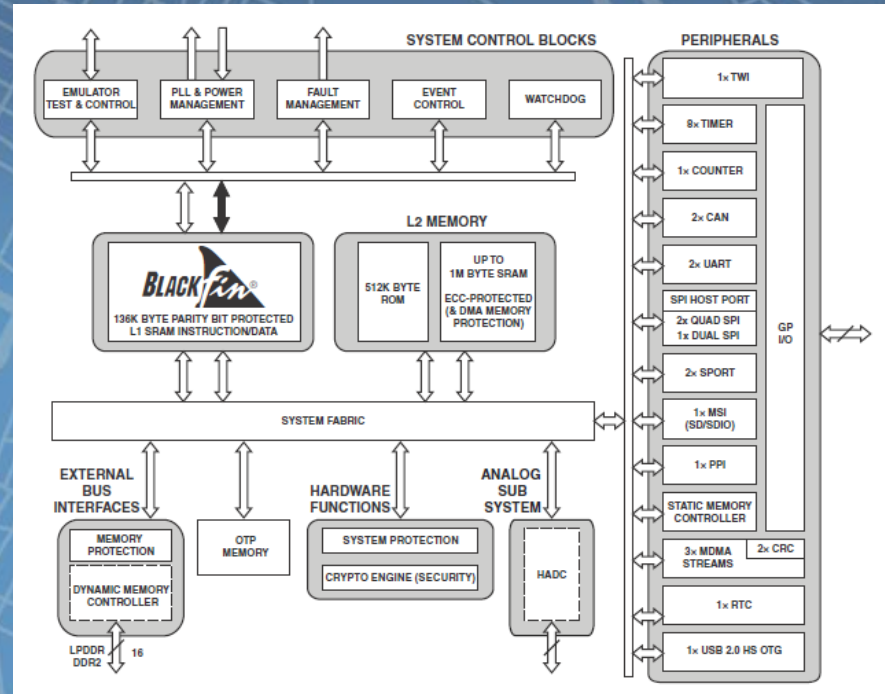 SYSTEM CONTROL BLOCKS
EMULATOR
TEST & CONTROL
PLL & POWER
MANAGEMENT
FAULT
MANAGEMENT
EVENT
CONTROL
WATCHDOG
BLACKfin®
136K BYTE PARITY BIT PROTECTED
L1 SRAM INSTRUCTION/DATA
L2 MEMORY
512K BYTE
ROM
UP TO
1M BYTE SRAM
ECC-PROTECTED
(& DMA MEMORY
PROTECTION)
SYSTEM FABRIC
EXTERNAL
BUS
INTERFACES
MEMORY
PROTECTION
DYNAMIC MEMORY
CONTROLLER
LPDDR
DDR2
16
OTP
MEMORY
HARDWARE
FUNCTIONS
SYSTEM PROTECTION
CRYPTO ENGINE (SECURITY)
ANALOG
SUB
SYSTEM
HADC
PERIPHERALS
1× TWI
8× TIMER
1× COUNTER
2× CAN
2× UART
SPI HOST PORT
2x QUAD SPI
1x DUAL SPI
2× SPORT
1× MSI
(SD/SDIO)
1× PPI
STATIC MEMORY
CONTROLLER
3× MDMA
STREAMS
2× CRC
1× RTC
1× USB 2.0 HS OTG
GP
I/O